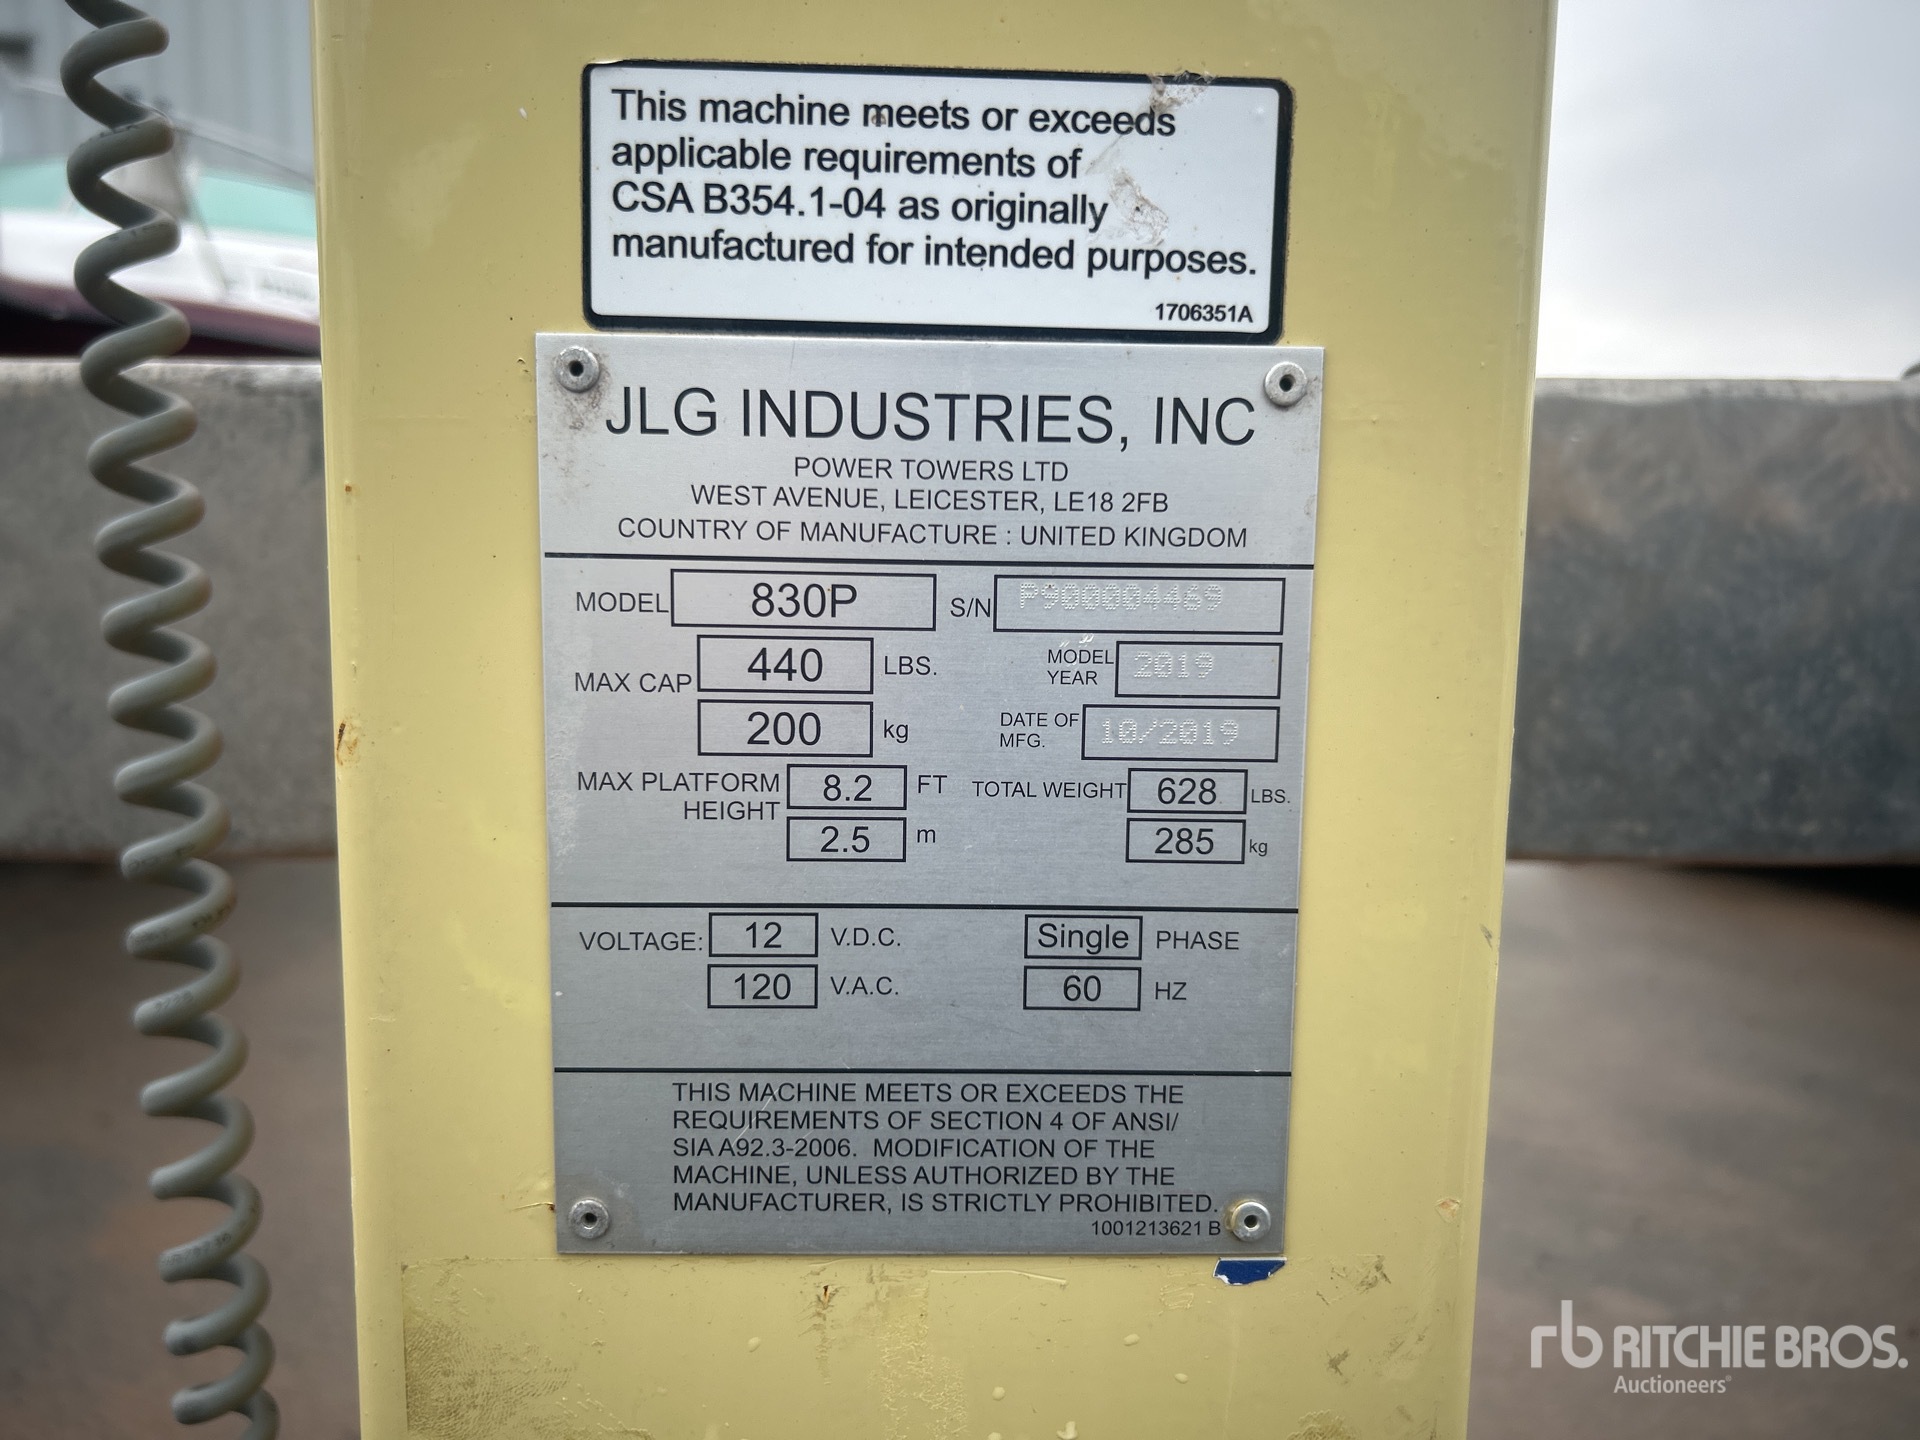 This machine meets or exceeds
applicable requirements of
CSA B354.1-04 as originally
manufactured for intended purposes.
1706351A
JLG INDUSTRIES, INC
POWER TOWERS LTD
WEST AVENUE, LEICESTER, LE18 2FB
COUNTRY OF MANUFACTURE : UNITED KINGDOM
MODEL 830P S/N P900004469
MAX CAP 440 LBS. MODEL YEAR 2019
200 kg DATE OF MFG. 10/2019
MAX PLATFORM HEIGHT 8.2 FT TOTAL WEIGHT 628 LBS.
2.5 m 285 kg
VOLTAGE: 12 V.D.C. Single PHASE
120 V.A.C. 60 HZ
THIS MACHINE MEETS OR EXCEEDS THE
REQUIREMENTS OF SECTION 4 OF ANSI/
SIA A92.3-2006. MODIFICATION OF THE
MACHINE, UNLESS AUTHORIZED BY THE
MANUFACTURER, IS STRICTLY PROHIBITED.
1001213621 B
rb RITCHIE BROS.
Auctioneers